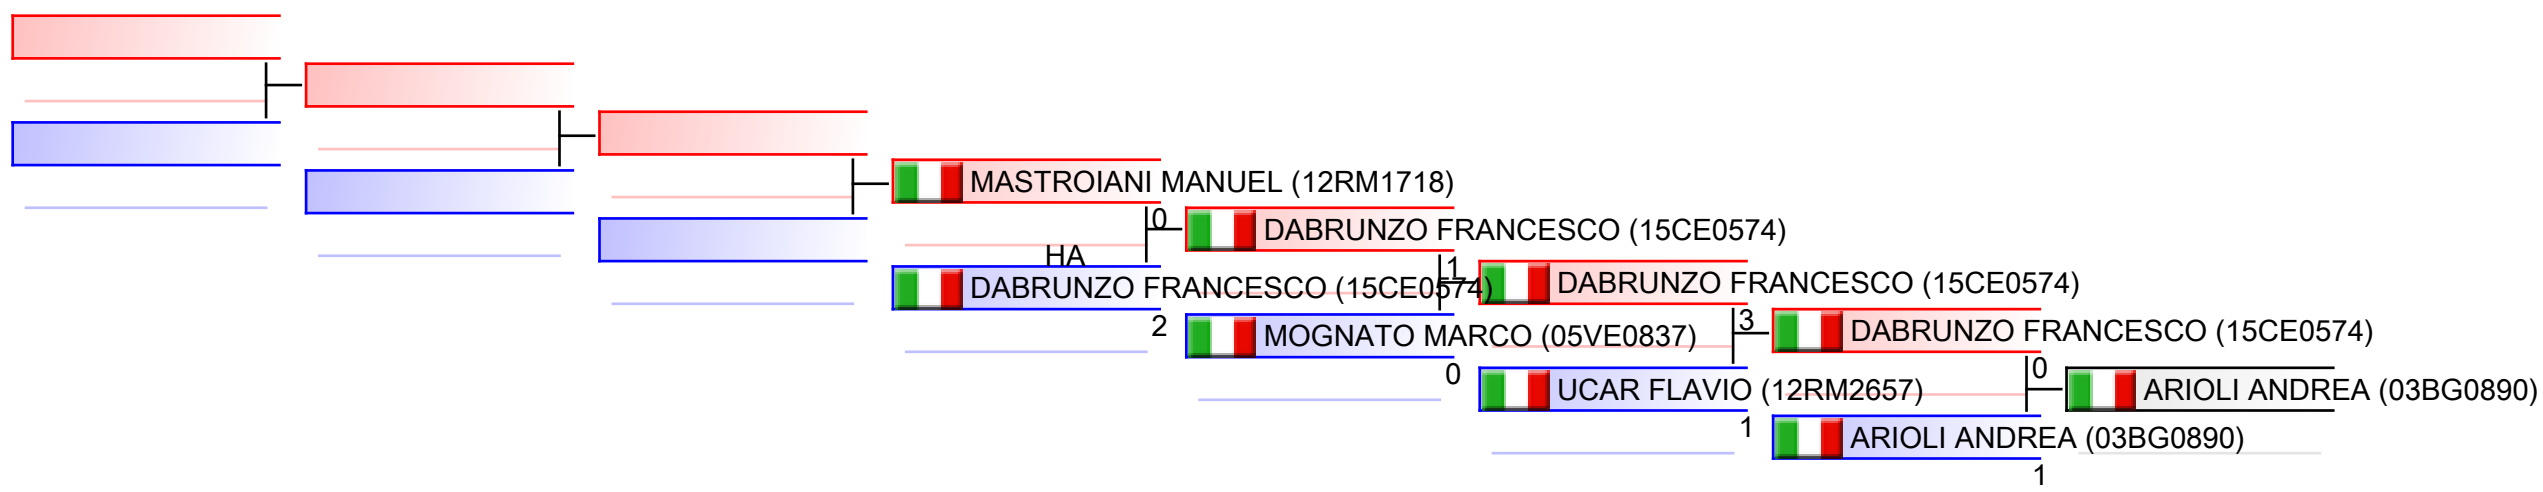 MASTROIANI MANUEL (12RM1718)
0
HA
DABRUNZO FRANCESCO (15CE0574)
2
DABRUNZO FRANCESCO (15CE0574)
1
MOGNATO MARCO (05VE0837)
0
DABRUNZO FRANCESCO (15CE0574)
3
UCAR FLAVIO (12RM2657)
1
DABRUNZO FRANCESCO (15CE0574)
0
ARIOLI ANDREA (03BG0890)
1
ARIOLI ANDREA (03BG0890)